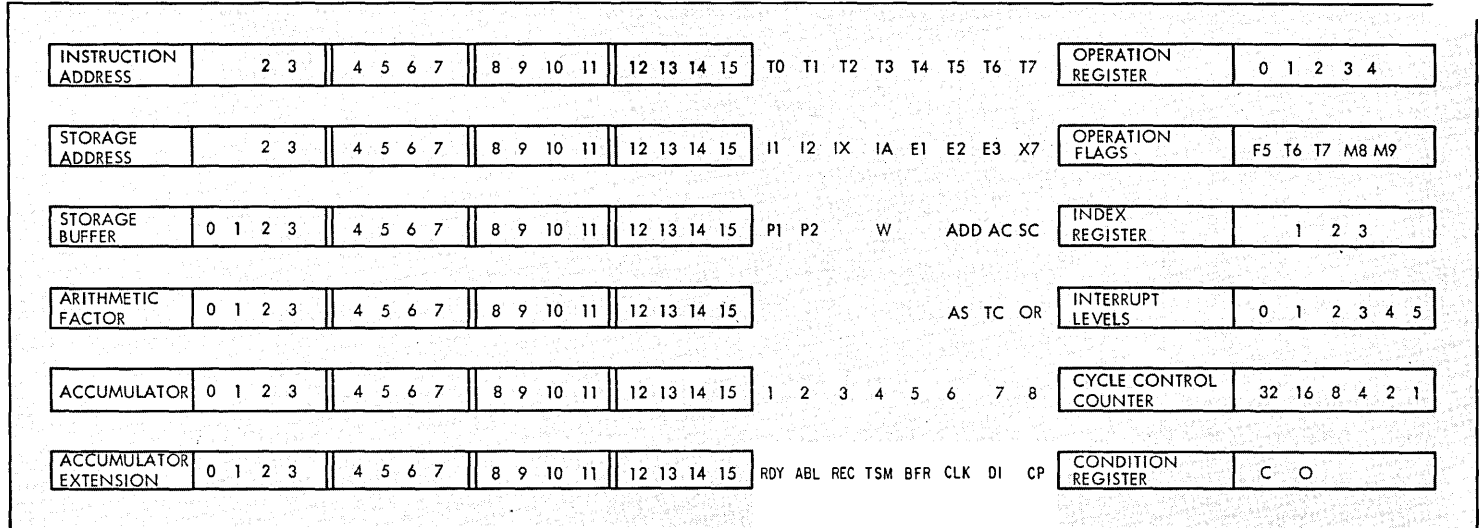 INSTRUCTION ADDRESS 2 3 4 5 6 7 8 9 10 11 12 13 14 15 T0 T1 T2 T3 T4 T5 T6 T7 OPERATION REGISTER 0 1 2 3 4
STORAGE ADDRESS 2 3 4 5 6 7 8 9 10 11 12 13 14 15 I1 I2 IX IA E1 E2 E3 X7 OPERATION FLAGS F5 T6 T7 M8 M9
STORAGE BUFFER 0 1 2 3 4 5 6 7 8 9 10 11 12 13 14 15 P1 P2 W ADD AC SC INDEX REGISTER 1 2 3
ARITHMETIC FACTOR 0 1 2 3 4 5 6 7 8 9 10 11 12 13 14 15 AS TC OR INTERRUPT LEVELS 0 1 2 3 4 5
ACCUMULATOR 0 1 2 3 4 5 6 7 8 9 10 11 12 13 14 15 1 2 3 4 5 6 7 8 CYCLE CONTROL COUNTER 32 16 8 4 2 1
ACCUMULATOR EXTENSION 0 1 2 3 4 5 6 7 8 9 10 11 12 13 14 15 RDY ABL REC TSM BFR CLK DI CP CONDITION REGISTER C O